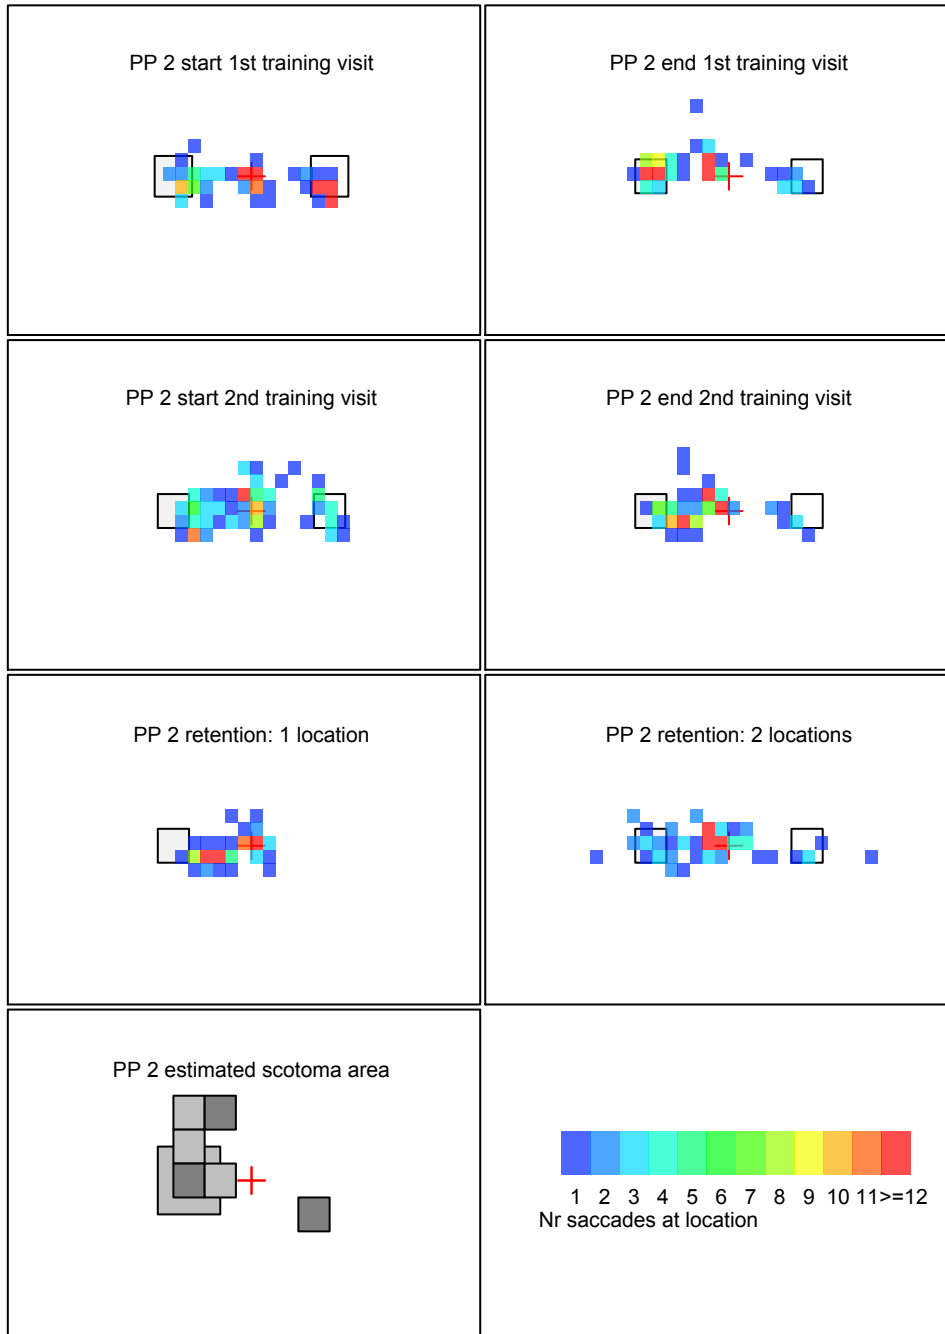 PP 2 start 1st training visit
PP 2 end 1st training visit
PP 2 start 2nd training visit
PP 2 end 2nd training visit
PP 2 retention: 1 location
PP 2 retention: 2 locations
PP 2 estimated scotoma area
1 2 3 4 5 6 7 8 9 10 11 >=12
Nr saccades at location